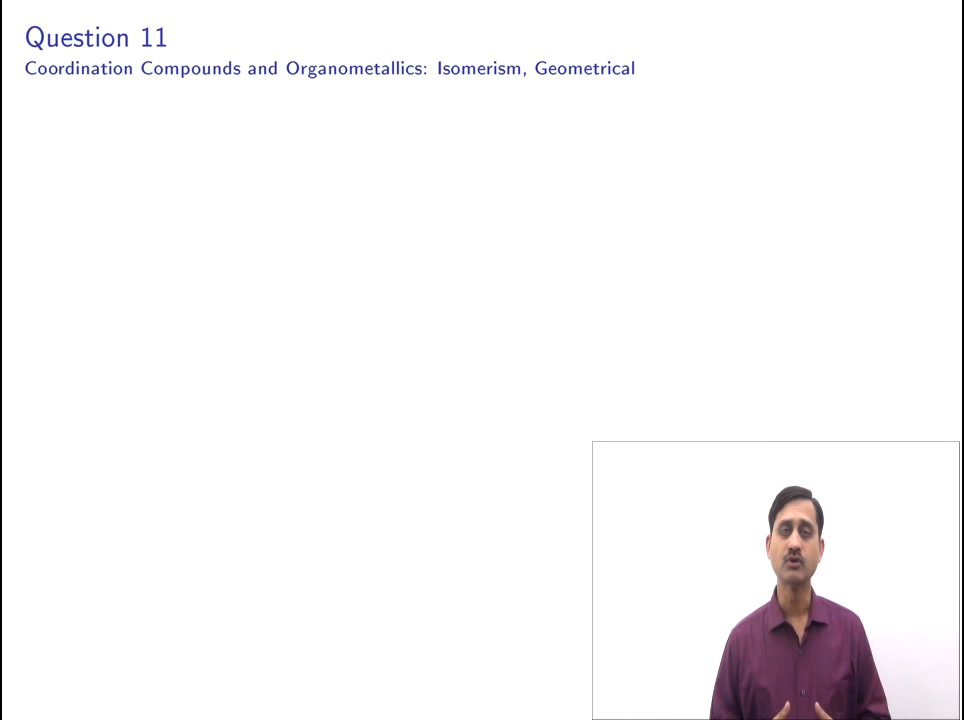 Question 11
Coordination Compounds and Organometallics: Isomerism, Geometrical